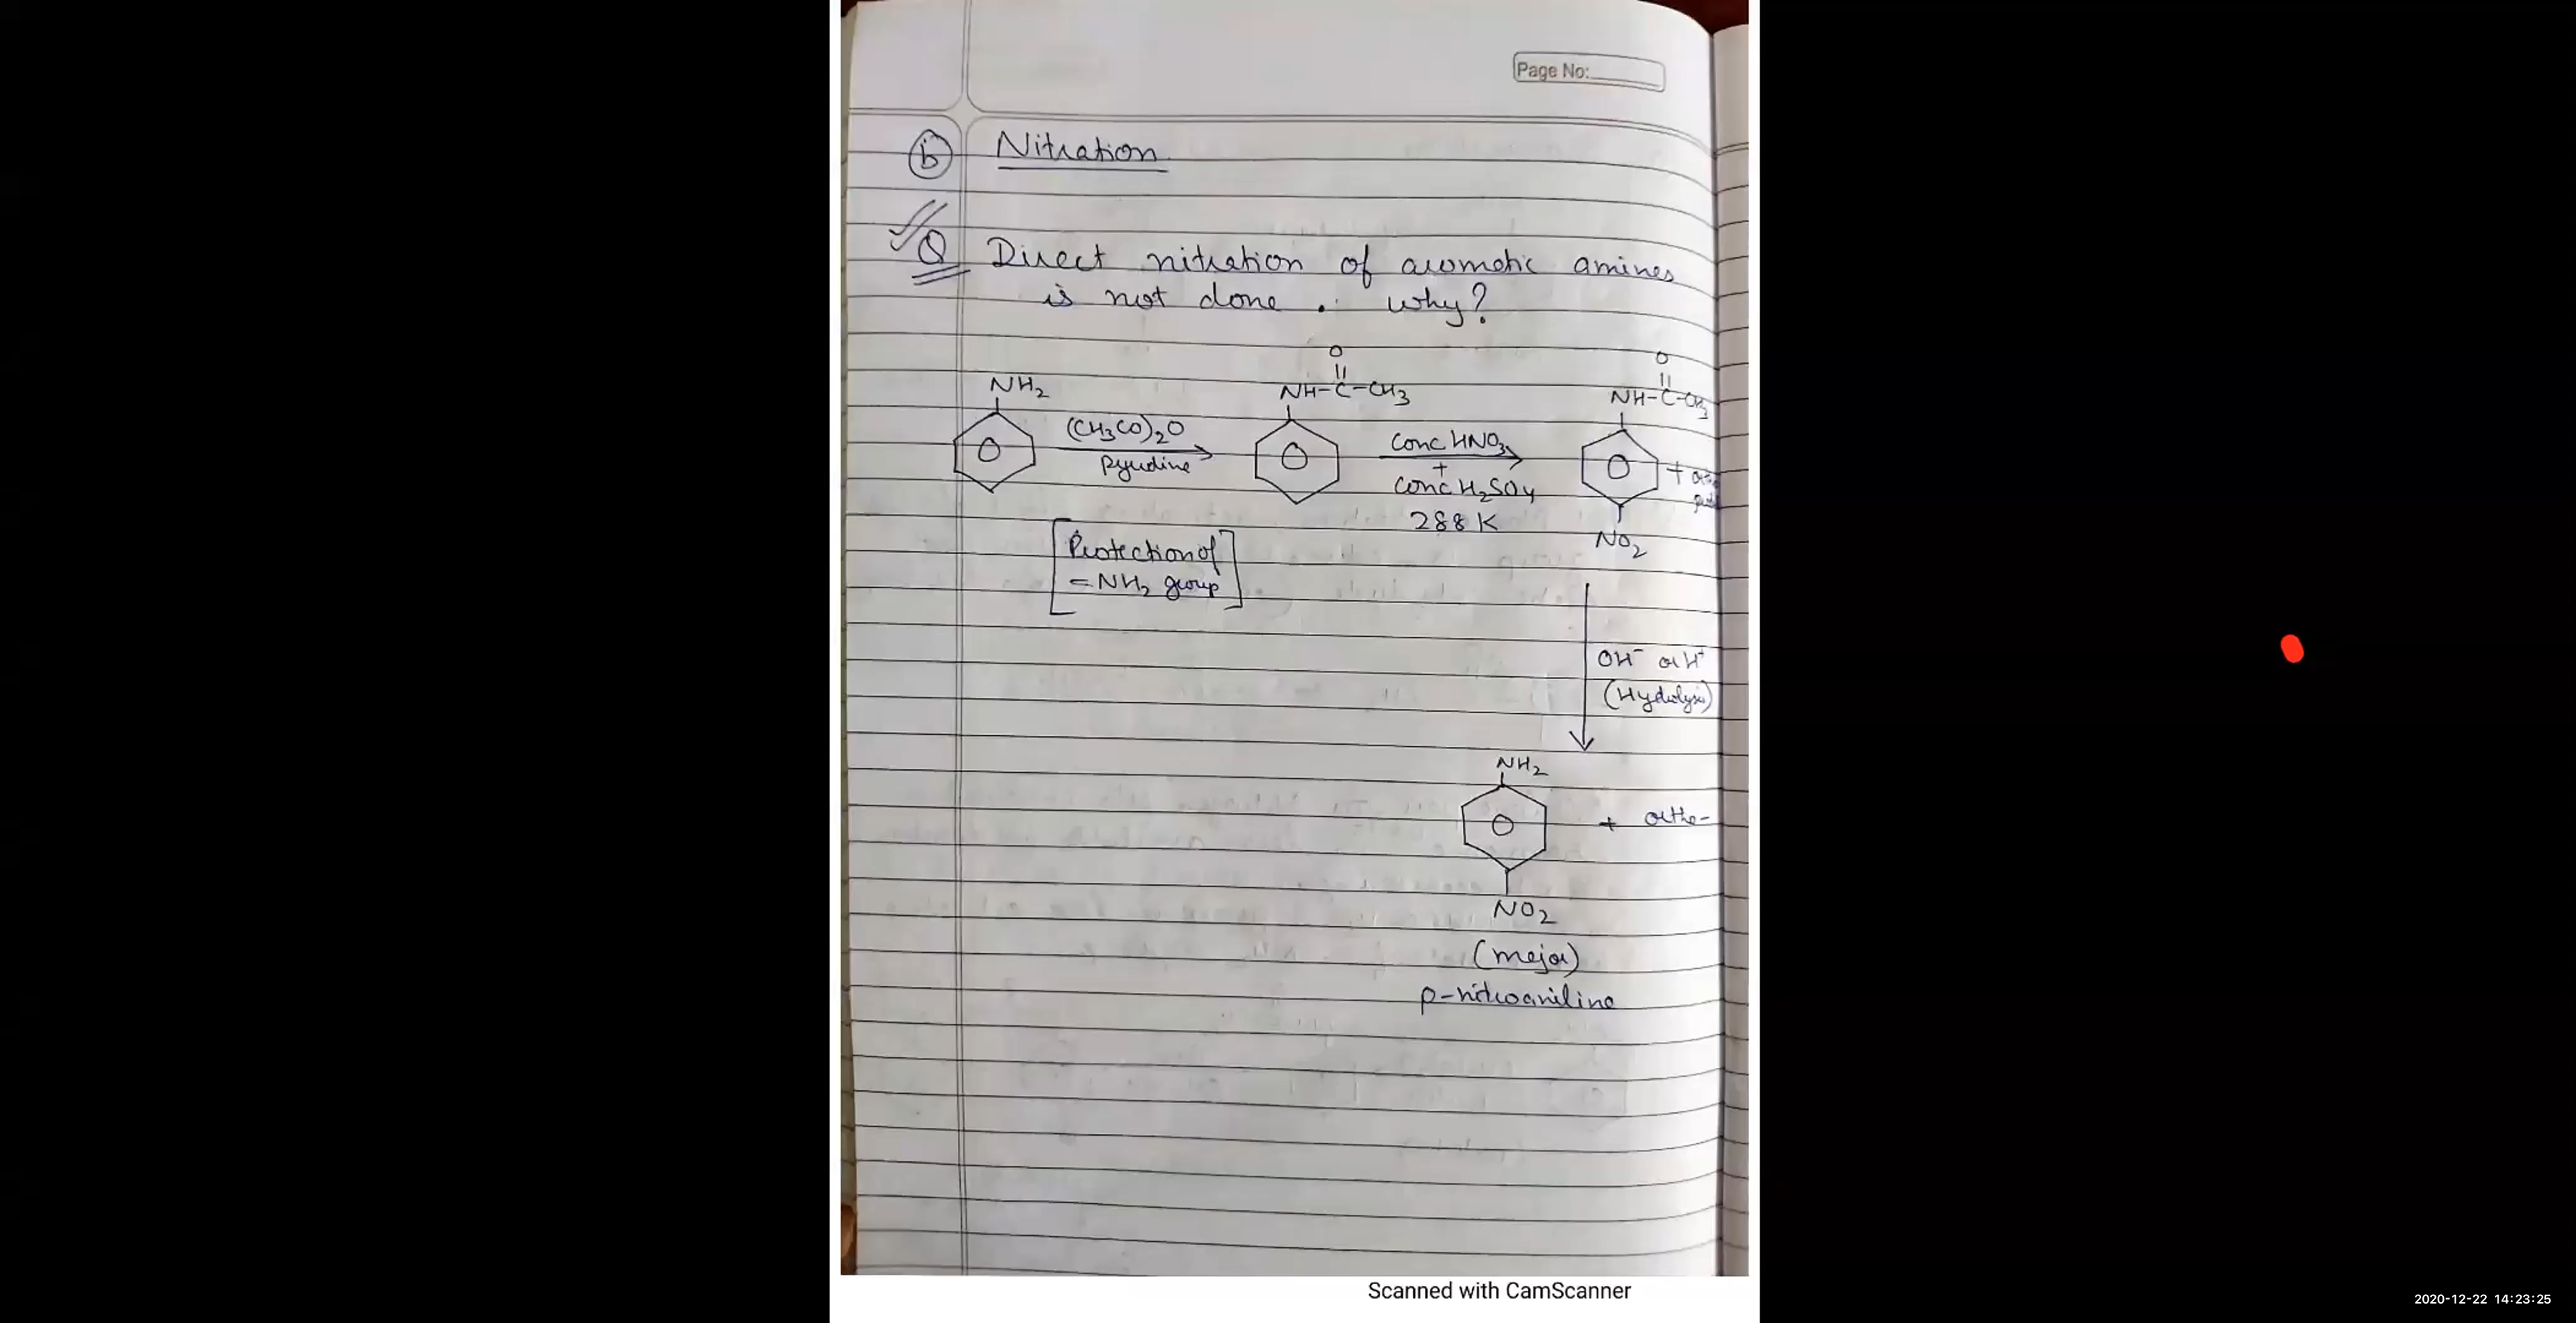 Page No:
b Nitration
Q Direct nitration of aromatic amines
is not done. why?
NH2
(CH3CO)2O
Pyridine
O
||
NH-C-CH3
Conc HNO3
+
Conc H2SO4
288 K
O
||
NH-C-CH3
+
NO2
[Protection of
-NH2 group]
OH- or H+
(Hydrolysis)
NH2
+ ortho-
NO2
(major)
p-nitroaniline
Scanned with CamScanner
2020-12-22 14:23:25